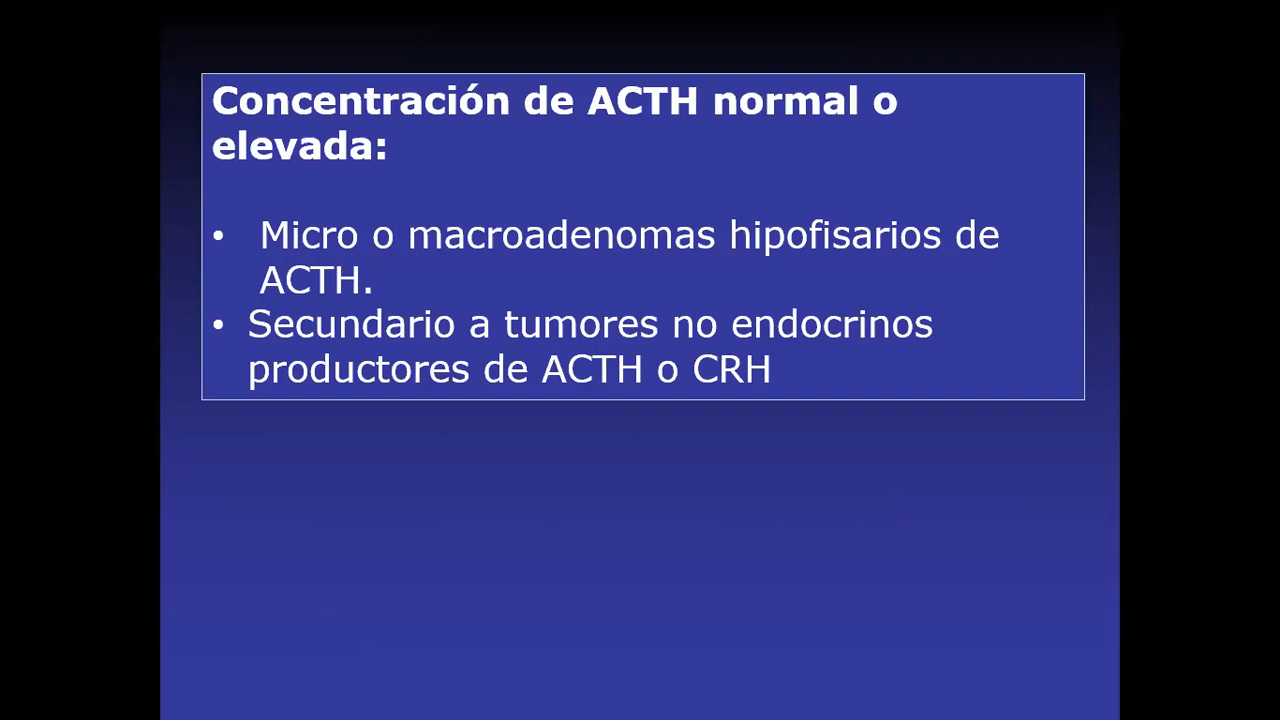 Concentración de ACTH normal o
elevada:
• Micro o macroadenomas hipofisarios de
ACTH.
• Secundario a tumores no endocrinos
productores de ACTH o CRH